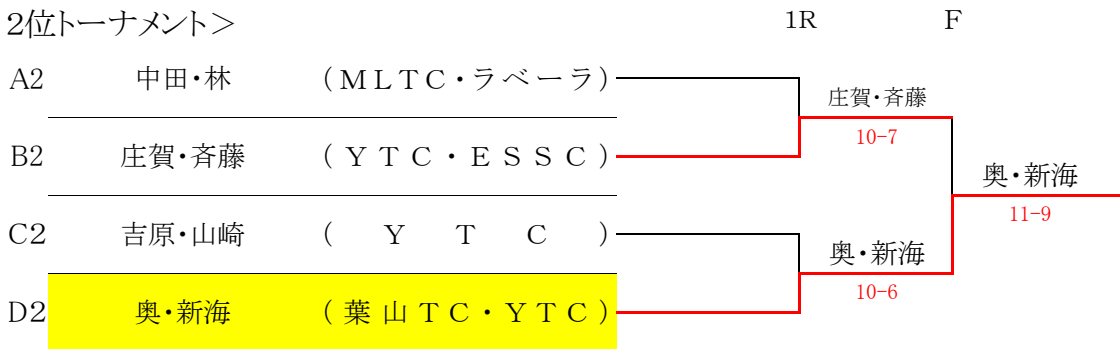 2位トーナメント＞ 1R F
A2 中田・林 (MLTC・ラベーラ)
庄賀・斉藤
10-7
B2 庄賀・斉藤 (YTC・ESSC)
奥・新海
11-9
C2 吉原・山崎 (YTC)
奥・新海
10-6
D2 奥・新海 (葉山TC・YTC)